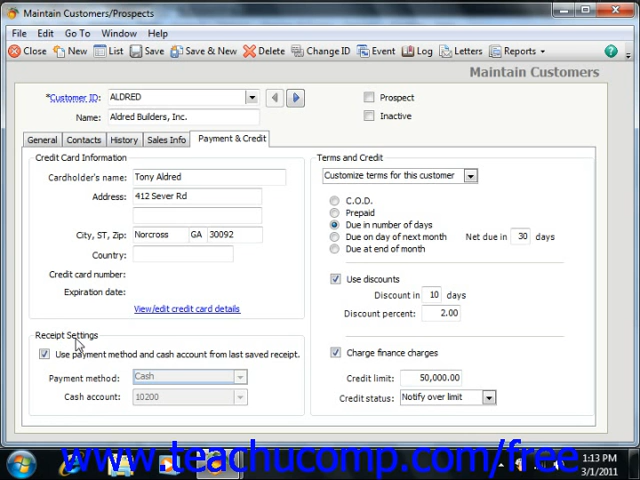 Maintain Customers/Prospects
File Edit Go To Window Help
Close New List Save Save & New Delete Change ID Event Log Letters Reports
Maintain Customers
*Customer ID: ALDRED
Name: Aldred Builders, Inc.
Prospect
Inactive
General Contacts History Sales Info Payment & Credit
Credit Card Information
Cardholder's name: Tony Aldred
Address: 412 Sever Rd
City, ST, Zip: Norcross GA 30092
Country:
Credit card number:
Expiration date:
View/edit credit card details
Receipt Settings
Use payment method and cash account from last saved receipt.
Payment method: Cash
Cash account: 10200
Terms and Credit
Customize terms for this customer
C.O.D.
Prepaid
Due in number of days
Due on day of next month
Due at end of month
Net due in 30 days
Use discounts
Discount in 10 days
Discount percent: 2.00
Charge finance charges
Credit limit: 50,000.00
Credit status: Notify over limit
www.teachucomp.com/free
1:13 PM
3/1/2011